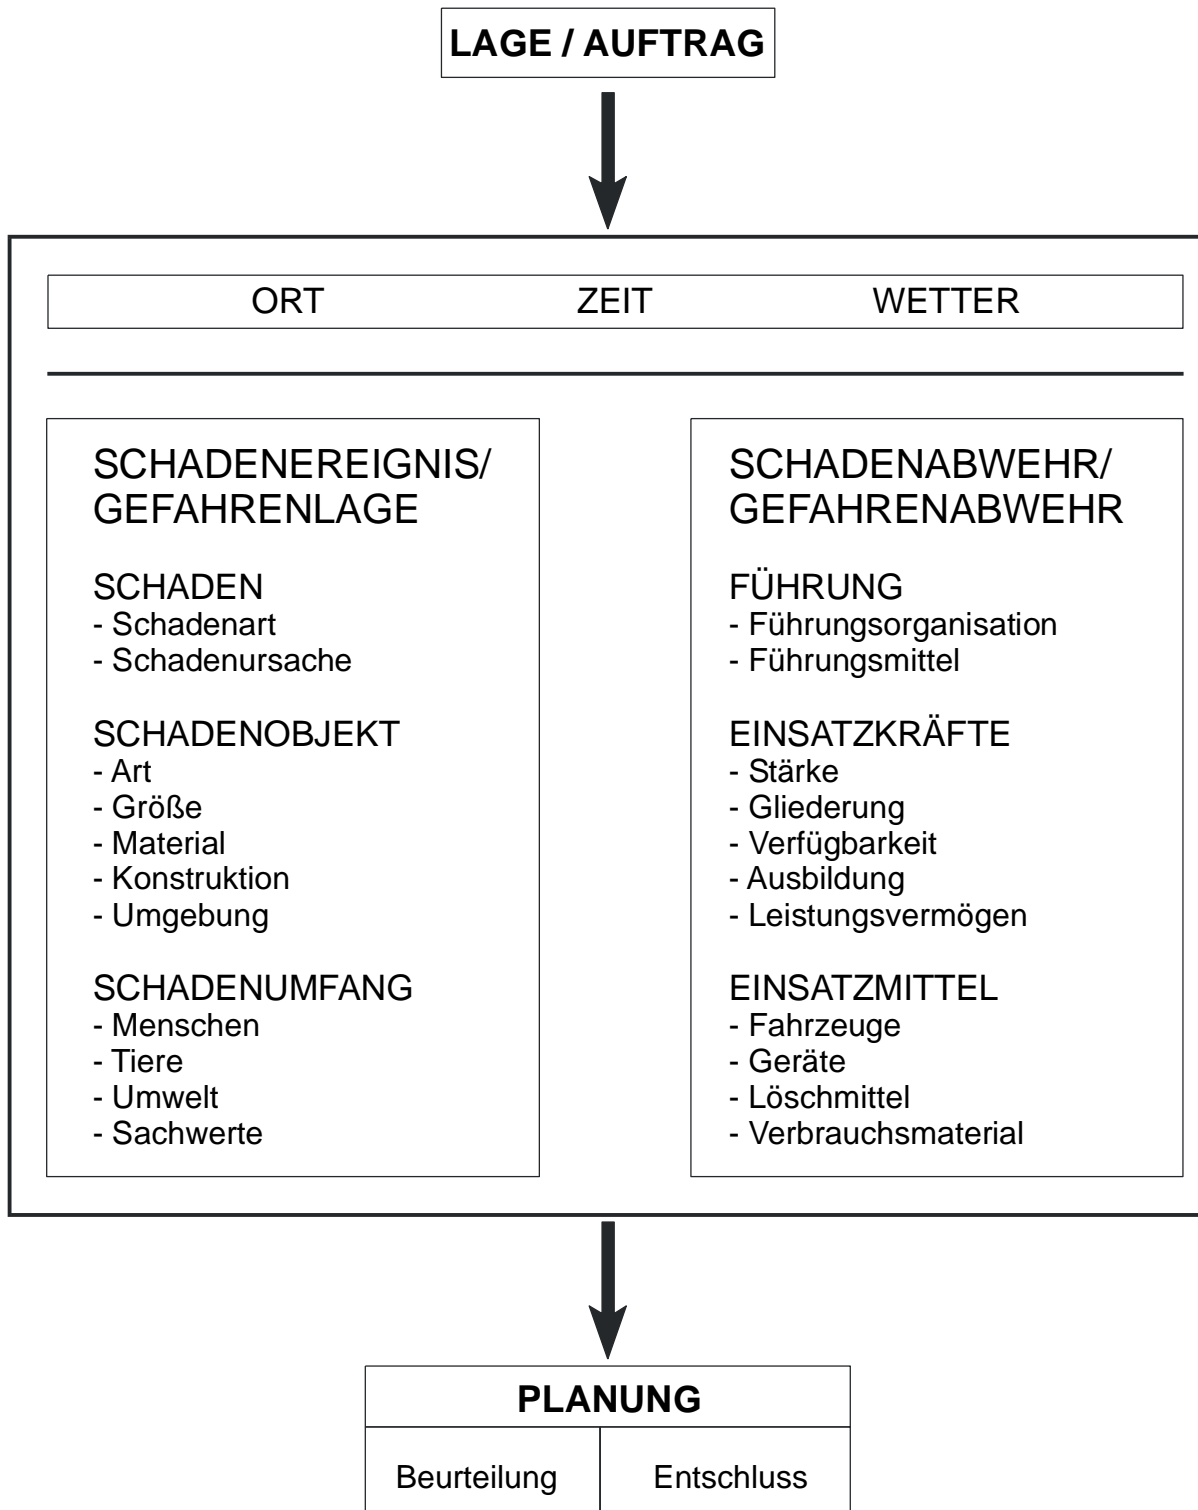 LAGE / AUFTRAG
ORT ZEIT WETTER
SCHADENEREIGNIS/
GEFAHRENLAGE
SCHADEN
- Schadenart
- Schadenursache
SCHADENOBJEKT
- Art
- Größe
- Material
- Konstruktion
- Umgebung
SCHADENUMFANG
- Menschen
- Tiere
- Umwelt
- Sachwerte
SCHADENABWEHR/
GEFAHRENABWEHR
FÜHRUNG
- Führungsorganisation
- Führungsmittel
EINSATZKRÄFTE
- Stärke
- Gliederung
- Verfügbarkeit
- Ausbildung
- Leistungsvermögen
EINSATZMITTEL
- Fahrzeuge
- Geräte
- Löschmittel
- Verbrauchsmaterial
PLANUNG
Beurteilung Entschluss